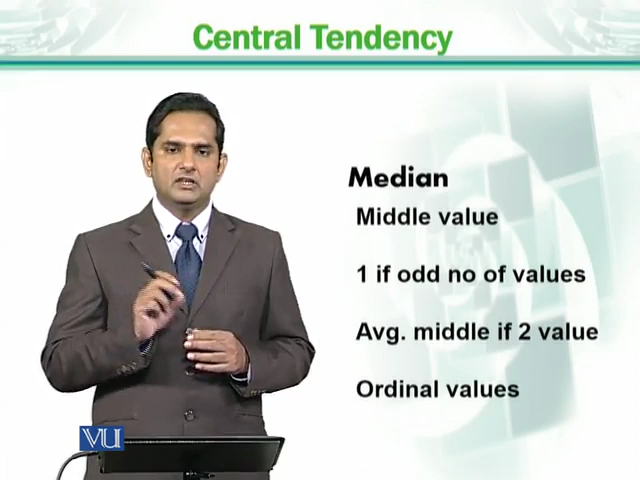 Central Tendency
Median
Middle value
1 if odd no of values
Avg. middle if 2 value
Ordinal values
VU